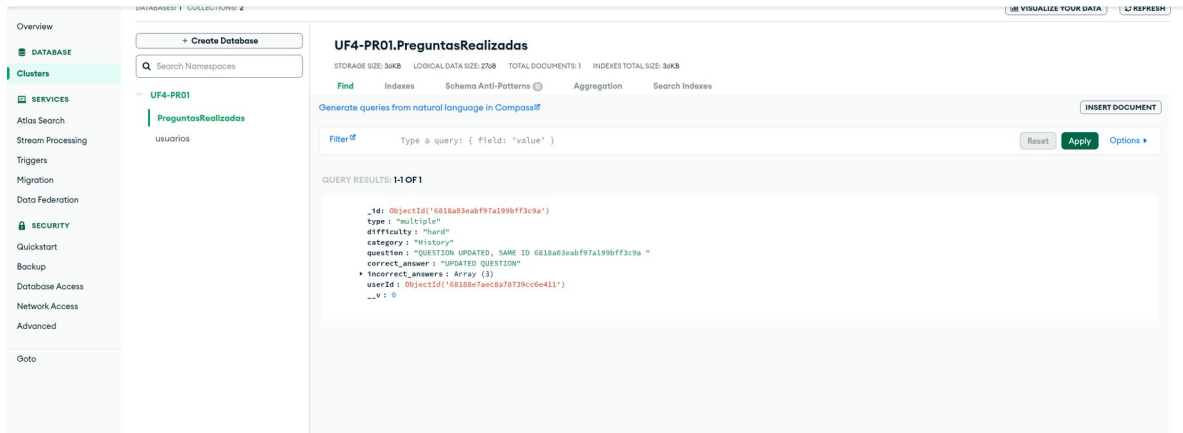 DATABASES: 1 COLLECTIONS: 2
VISUALIZE YOUR DATA
REFRESH
Overview
DATABASE
Clusters
SERVICES
Atlas Search
Stream Processing
Triggers
Migration
Data Federation
SECURITY
Quickstart
Backup
Database Access
Network Access
Advanced
Goto
+ Create Database
Search Namespaces
UF4-PR01
PreguntasRealizadas
usuarios
UF4-PR01.PreguntasRealizadas
STORAGE SIZE: 36KB LOGICAL DATA SIZE: 276B TOTAL DOCUMENTS: 1 INDEXES TOTAL SIZE: 36KB
Find Indexes Schema Anti-Patterns 0 Aggregation Search Indexes
Generate queries from natural language in Compass
INSERT DOCUMENT
Filter Type a query: { field: 'value' } Reset Apply Options
QUERY RESULTS: 1-1 OF 1
_id: ObjectId('6818a03eabf97a199bff3c9a')
type : "multiple"
difficulty : "hard"
category : "History"
question : "QUESTION UPDATED, SAME ID 6818a03eabf97a199bff3c9a "
correct_answer : "UPDATED QUESTION"
incorrect_answers : Array (3)
userId : ObjectId('68188e7aec8a78739cc6e411')
__v : 0